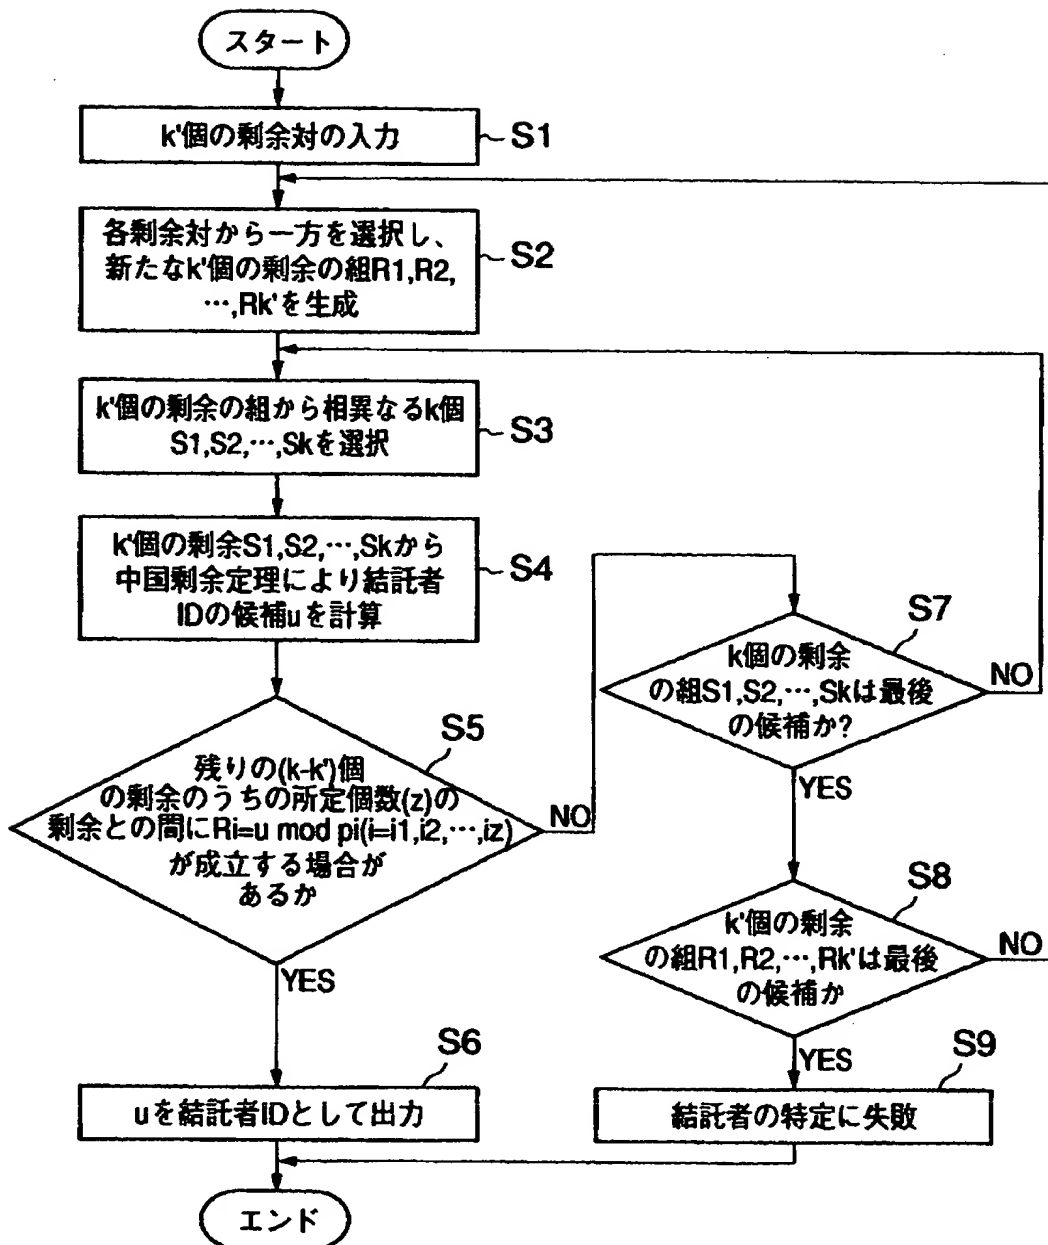 スタート
k'個の剰余対の入力
S1
各剰余対から一方を選択し、
新たなk'個の剰余の組R1,R2,
…,Rk'を生成
S2
k'個の剰余の組から相異なるk個
S1,S2,…,Skを選択
S3
k'個の剰余S1,S2,…,Skから
中国剰余定理により結託者
IDの候補uを計算
S4
残りの(k-k')個
の剰余のうちの所定個数(z)の
剰余との間にRi=u mod pi(i=i1,i2,…,iz)
が成立する場合が
あるか
S5
NO
YES
uを結託者IDとして出力
S6
エンド
k個の剰余
の組S1,S2,…,Skは最後
の候補か?
S7
NO
YES
k'個の剰余
の組R1,R2,…,Rk'は最後
の候補か
S8
NO
YES
結託者の特定に失敗
S9